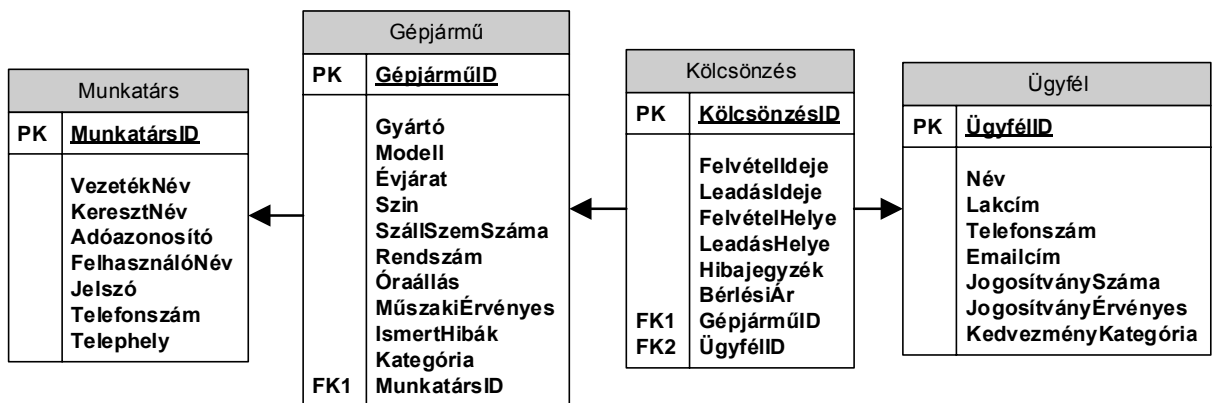 Munkatárs
PK MunkatársID
VezetékNév
KeresztNév
Adóazonosító
FelhasználóNév
Jelszó
Telefonszám
Telephely
Gépjármű
PK GépjárműID
Gyártó
Modell
Évjárat
Szin
SzállSzemSzáma
Rendszám
Óraállás
MűszakiÉrvényes
IsmertHibák
Kategória
FK1 MunkatársID
Kölcsönzés
PK KölcsönzésID
FelvételIdeje
LeadásIdeje
FelvételHelye
LeadásHelye
Hibajegyzék
BérlésiÁr
FK1 GépjárműID
FK2 ÜgyfélID
Ügyfél
PK ÜgyfélID
Név
Lakcím
Telefonszám
Emailcím
JogosítványSzáma
JogosítványÉrvényes
KedvezményKategória